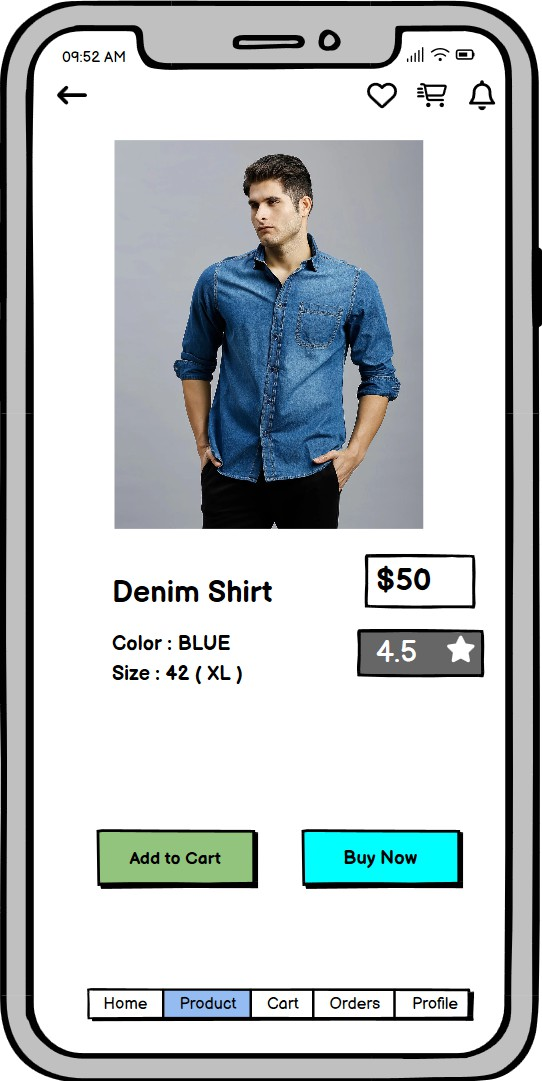 09:52 AM
Denim Shirt
$50
Color : BLUE
4.5
Size : 42 ( XL )
Add to Cart
Buy Now
Home
Product
Cart
Orders
Profile